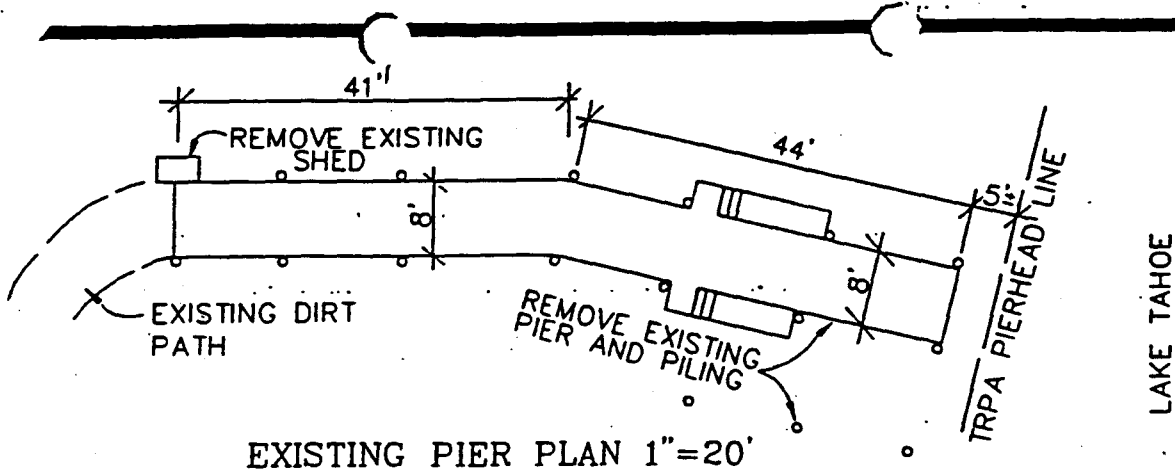 41'
REMOVE EXISTING
SHED
44'
5'±
8'
8'
EXISTING DIRT
PATH
REMOVE EXISTING
PIER AND PILING
TRPA PIERHEAD LINE
LAKE TAHOE
EXISTING PIER PLAN 1"=20'